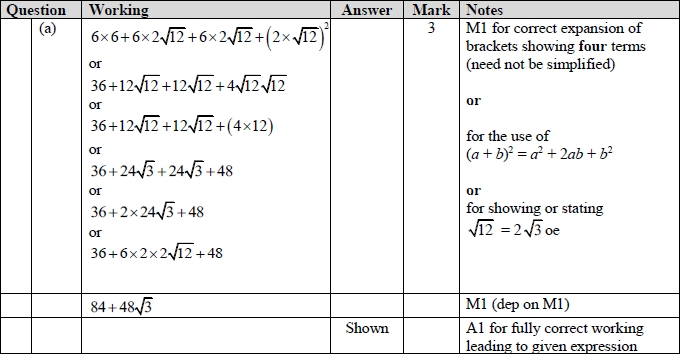 Question Working Answer Mark Notes
(a) 6×6+6×2√12+6×2√12+(2×√12)² 3 M1 for correct expansion of
brackets showing four terms
or (need not be simplified)
36+12√12+12√12+4√12√12
or or
36+12√12+12√12+(4×12)
or for the use of
36+24√3+24√3+48 (a + b)² = a² + 2ab + b²
or or
36+2×24√3+48 for showing or stating
or √12 = 2√3 oe
36+6×2×2√12+48
84+48√3 M1 (dep on M1)
Shown A1 for fully correct working
leading to given expression